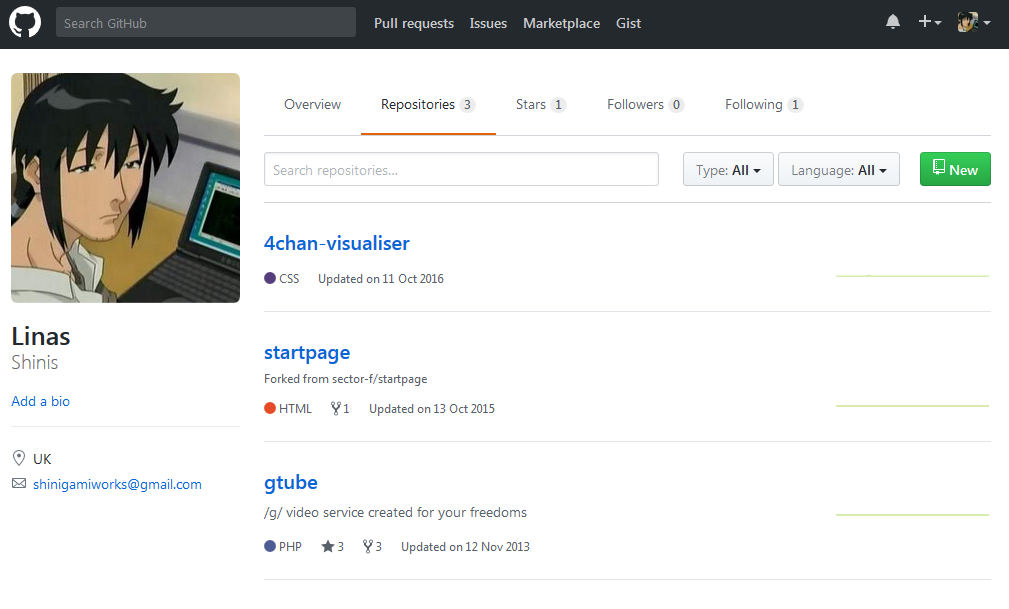 Search GitHub Pull requests Issues Marketplace Gist
Overview Repositories 3 Stars 1 Followers 0 Following 1
Search repositories... Type: All Language: All New
4chan-visualiser
CSS Updated on 11 Oct 2016
Linas
Shinis
Add a bio
UK
shinigamiworks@gmail.com
startpage
Forked from sector-f/startpage
HTML 1 Updated on 13 Oct 2015
gtube
/g/ video service created for your freedoms
PHP 3 3 Updated on 12 Nov 2013